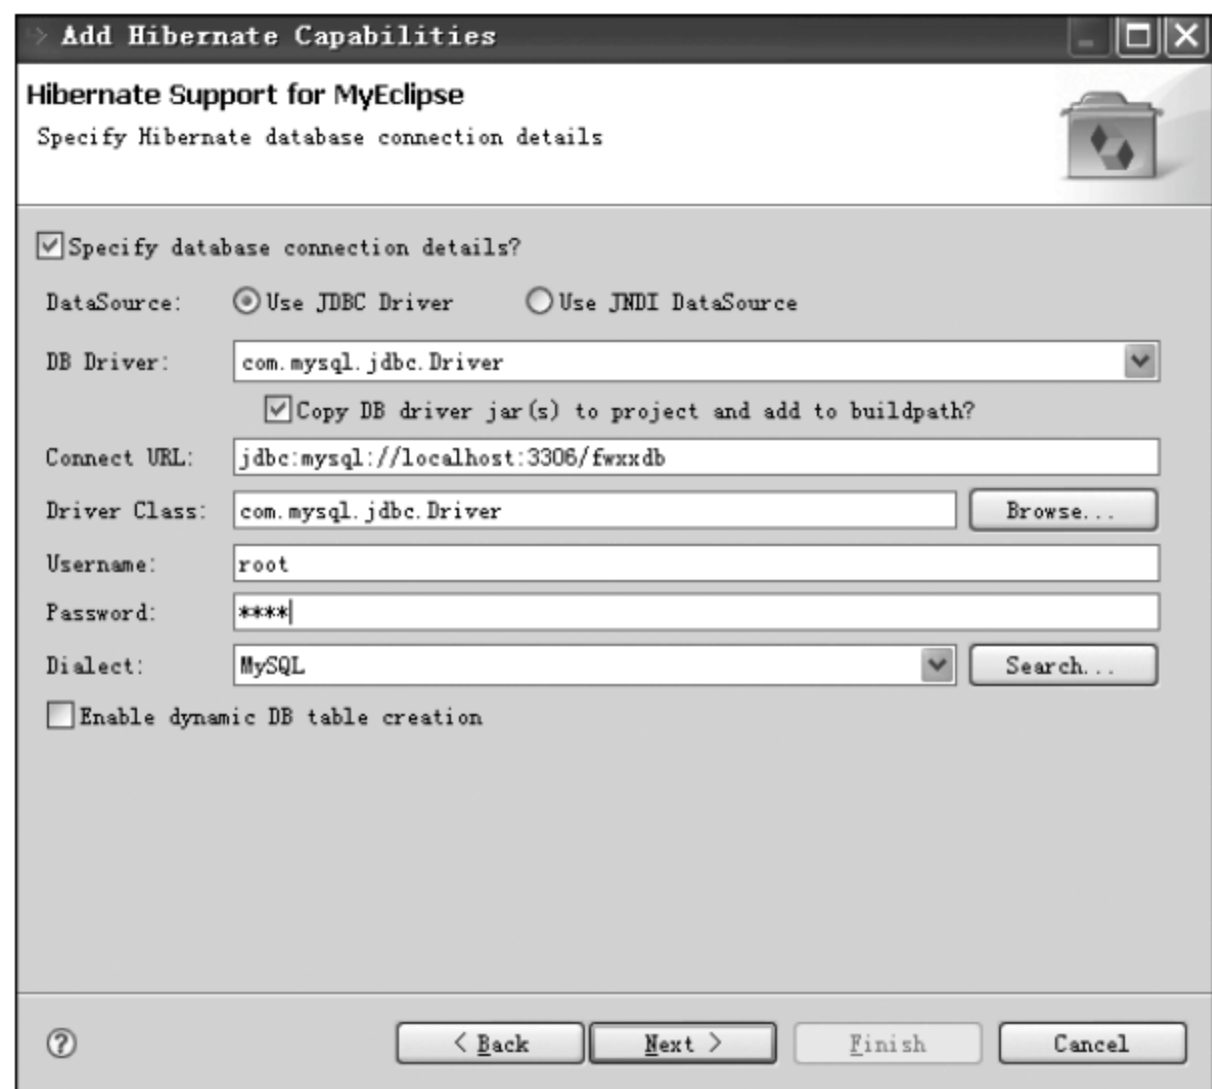 Add Hibernate Capabilities
Hibernate Support for MyEclipse
Specify Hibernate database connection details
Specify database connection details?
DataSource: Use JDBC Driver Use JNDI DataSource
DB Driver: com.mysql.jdbc.Driver
Copy DB driver jar(s) to project and add to buildpath?
Connect URL: jdbc:mysql://localhost:3306/fwxxdb
Driver Class: com.mysql.jdbc.Driver Browse...
Username: root
Password: ****
Dialect: MySQL Search...
Enable dynamic DB table creation
? < Back Next > Finish Cancel